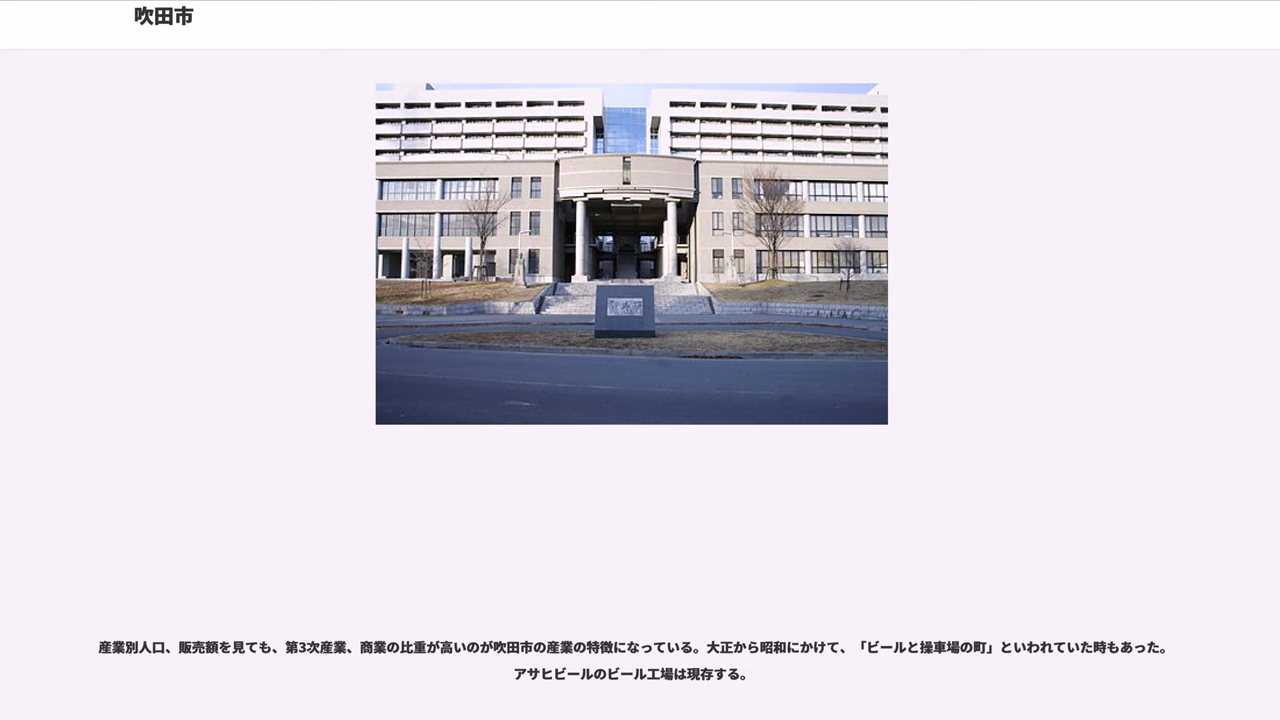 吹田市
産業別人口、販売額を見ても、第3次産業、商業の比重が高いのが吹田市の産業の特徴になっている。大正から昭和にかけて、「ビールと操車場の町」といわれていた時もあった。
アサヒビールのビール工場は現存する。